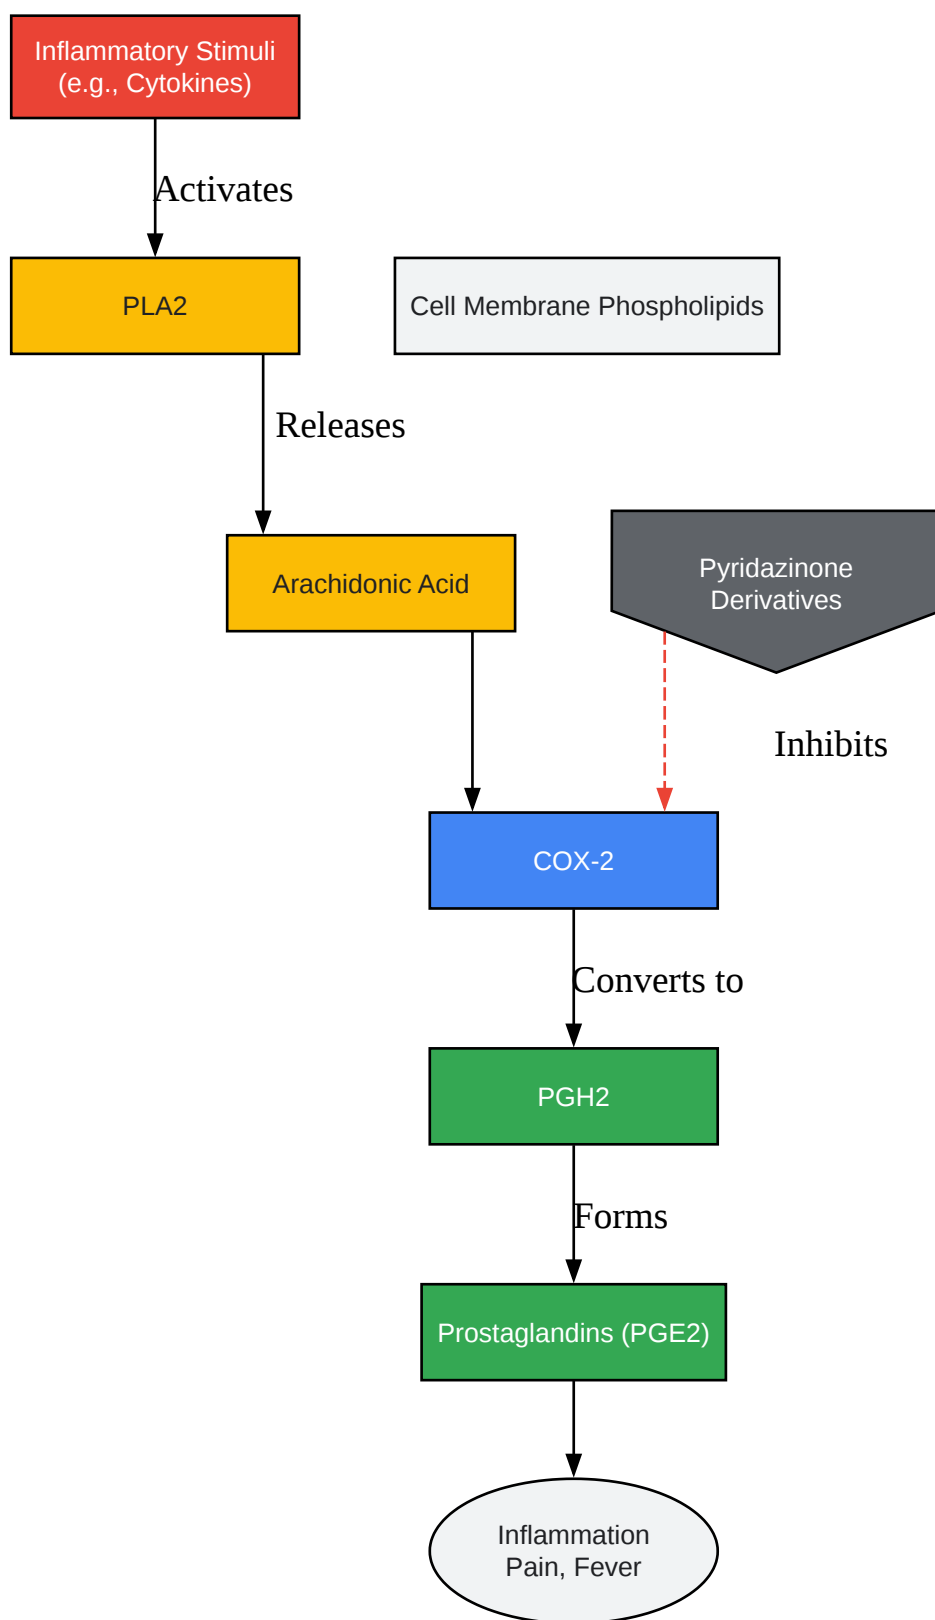 Inflammatory Stimuli
(e.g., Cytokines)
Activates
PLA2
Cell Membrane Phospholipids
Releases
Arachidonic Acid
Pyridazinone
Derivatives
Inhibits
COX-2
Converts to
PGH2
Forms
Prostaglandins (PGE2)
Inflammation
Pain, Fever